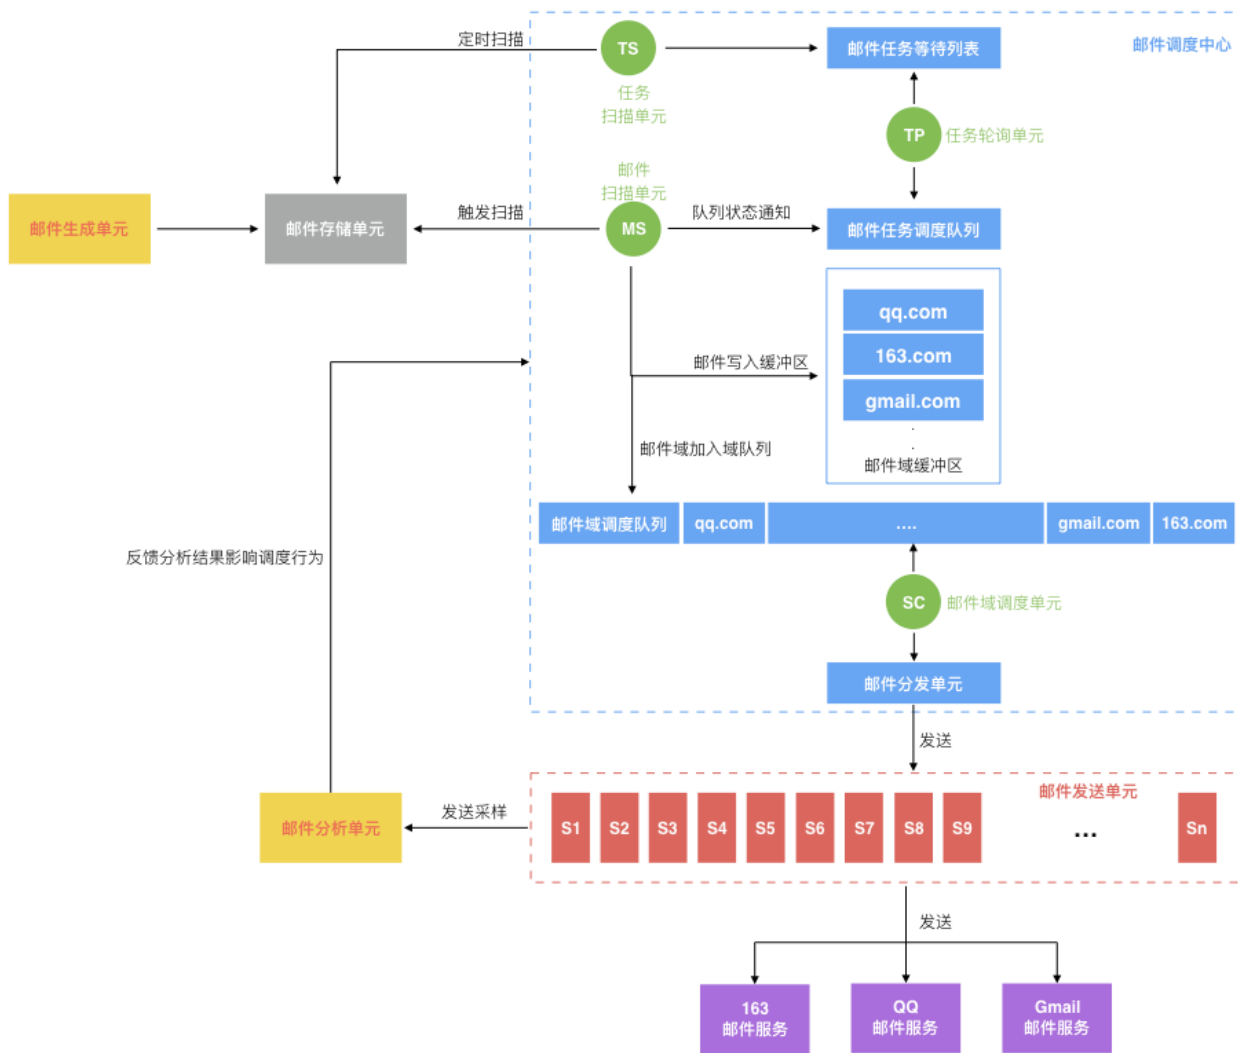 定时扫描
TS
邮件任务等待列表
邮件调度中心
任务
扫描单元
TP
任务轮询单元
邮件
扫描单元
邮件生成单元
邮件存储单元
触发扫描
MS
队列状态通知
邮件任务调度队列
qq.com
163.com
gmail.com
.
.
邮件域缓冲区
邮件写入缓冲区
邮件域加入域队列
邮件域调度队列
qq.com
....
gmail.com
163.com
反馈分析结果影响调度行为
SC
邮件域调度单元
邮件分发单元
发送
邮件发送单元
邮件分析单元
发送采样
S1
S2
S3
S4
S5
S6
S7
S8
S9
...
Sn
发送
163
邮件服务
QQ
邮件服务
Gmail
邮件服务